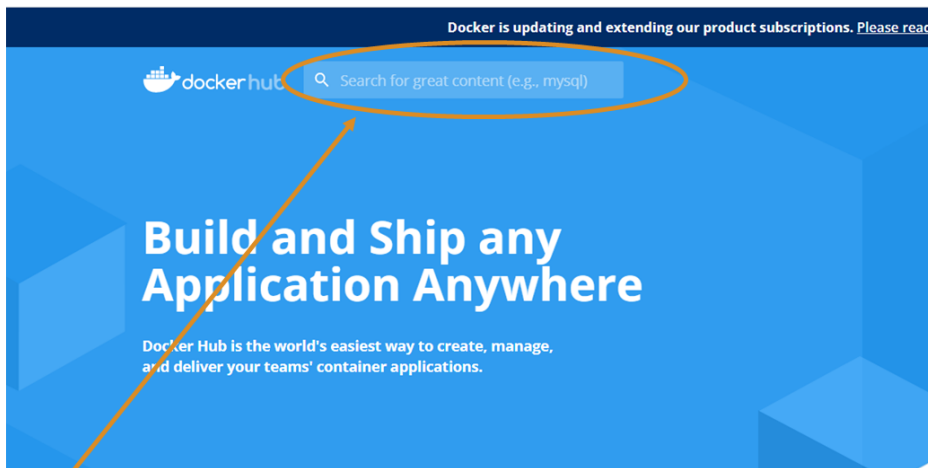 Docker is updating and extending our product subscriptions. Please read
dockerhub
Search for great content (e.g., mysql)
Build and Ship any
Application Anywhere
Docker Hub is the world's easiest way to create, manage,
and deliver your teams' container applications.